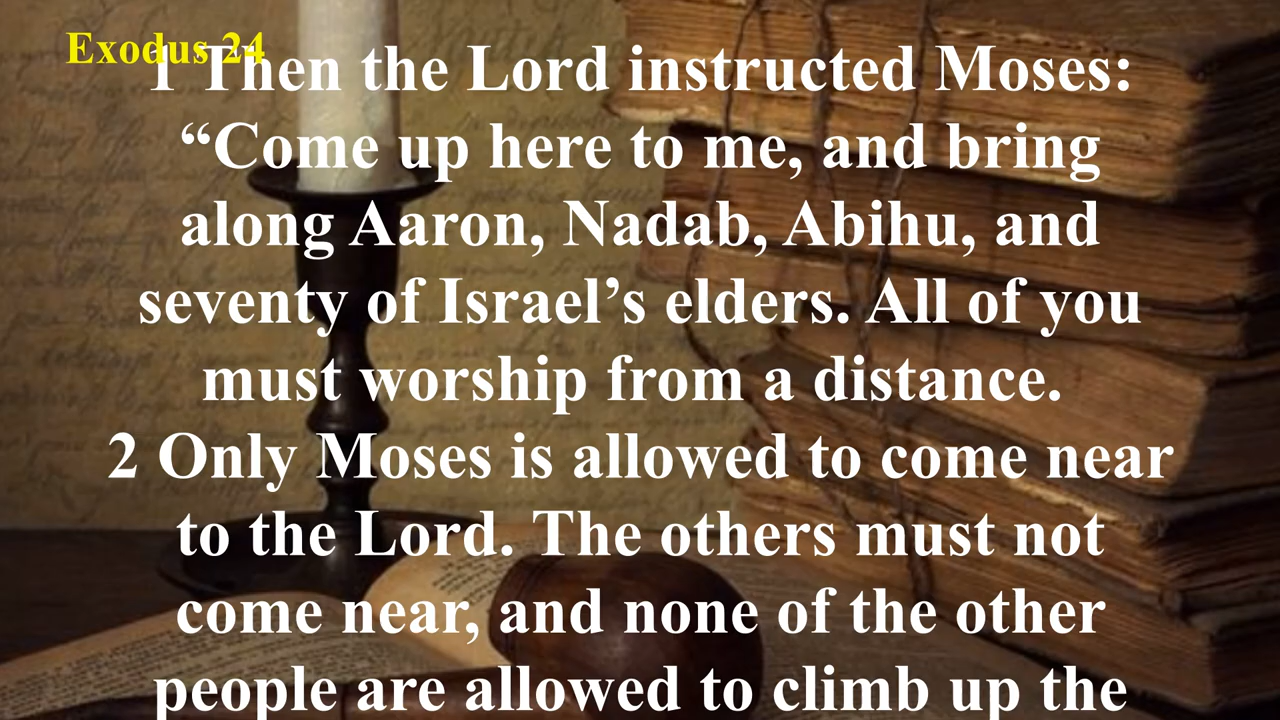 Exodus 24
1 Then the Lord instructed Moses:
“Come up here to me, and bring
along Aaron, Nadab, Abihu, and
seventy of Israel’s elders. All of you
must worship from a distance.
2 Only Moses is allowed to come near
to the Lord. The others must not
come near, and none of the other
people are allowed to climb up the